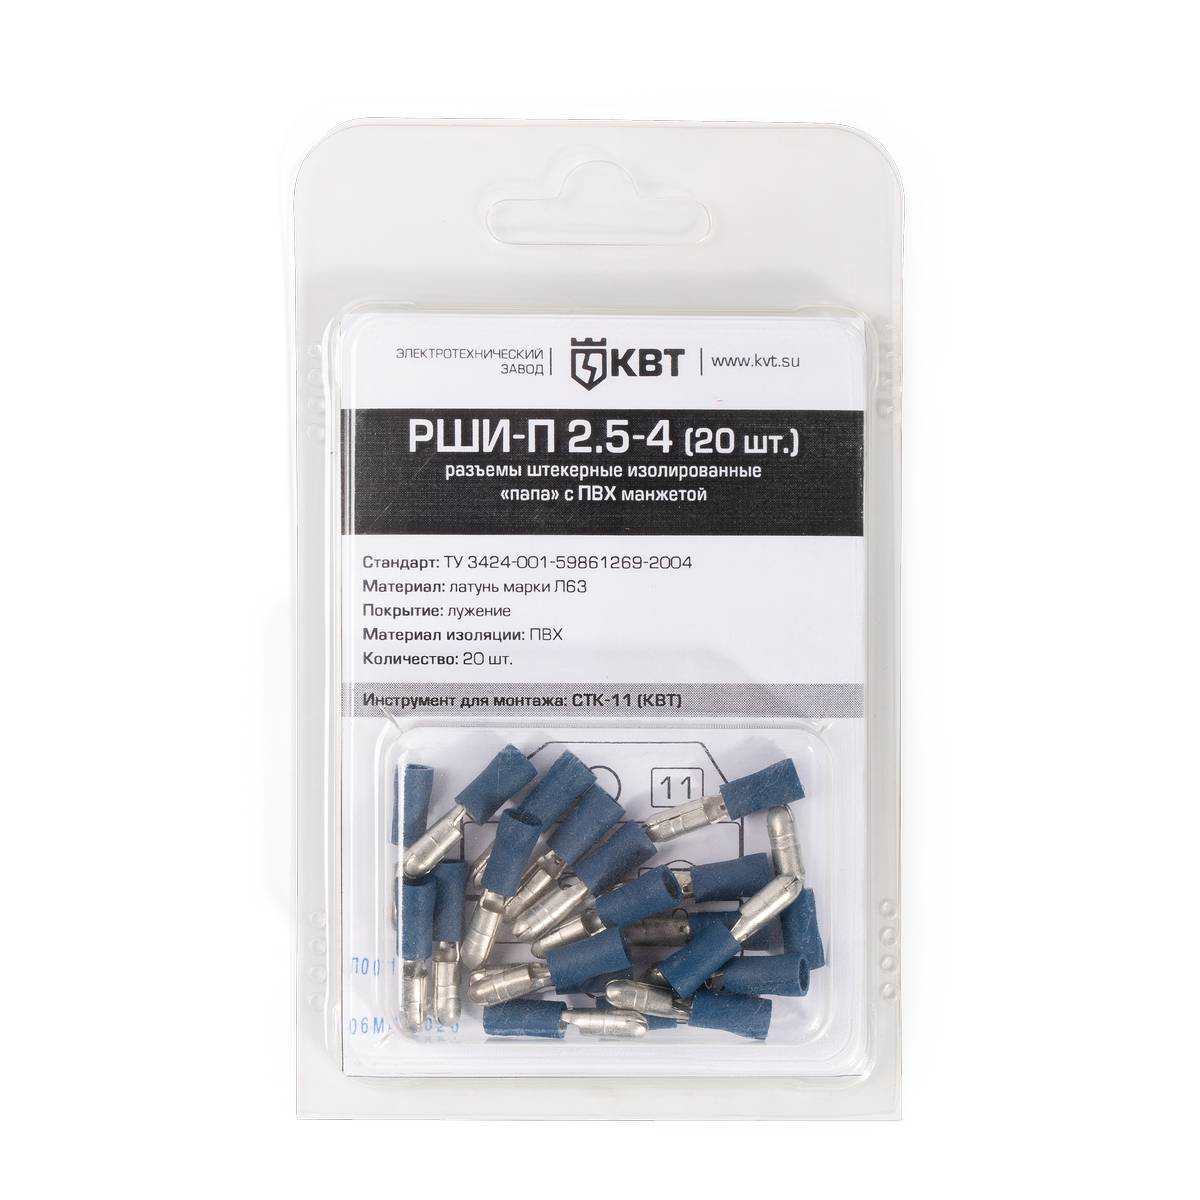 ЭЛЕКТРОТЕХНИЧЕСКИЙ
ЗАВОД
КВТ
www.kvt.su
РШИ-П 2.5-4 (20 шт.)
разъемы штекерные изолированные
«папа» с ПВХ манжетой
Стандарт: ТУ 3424-001-59861269-2004
Материал: латунь марки Л63
Покрытие: лужение
Материал изоляции: ПВХ
Количество: 20 шт.
Инструмент для монтажа: СТК-11 (КВТ)
11